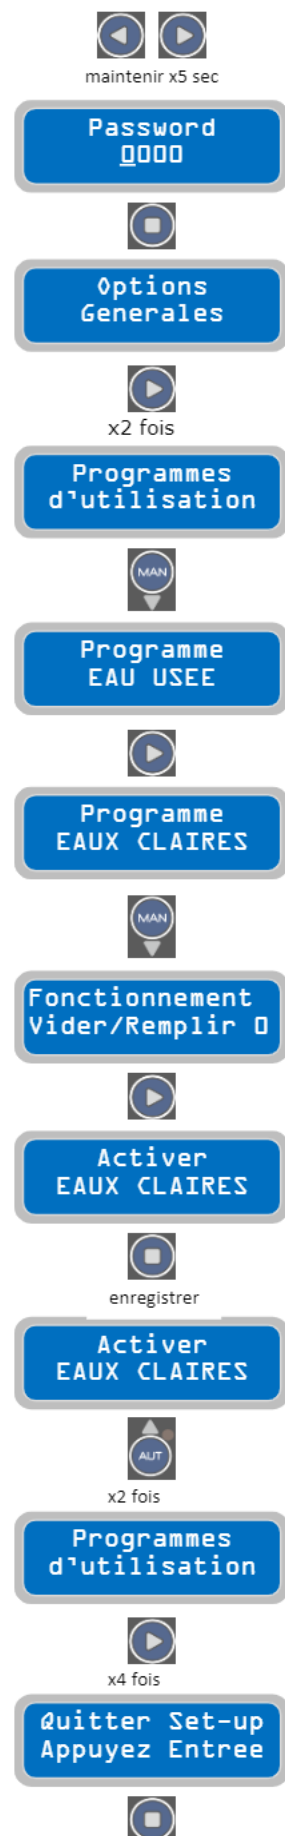 maintenir x5 sec
Password
0000
Options
Generales
x2 fois
Programmes
d'utilisation
MAN
Programme
EAU USEE
Programme
EAUX CLAIRES
MAN
Fonctionnement
Vider/Remplir 0
Activer
EAUX CLAIRES
enregistrer
Activer
EAUX CLAIRES
AUT
x2 fois
Programmes
d'utilisation
x4 fois
Quitter Set-up
Appuyez Entree